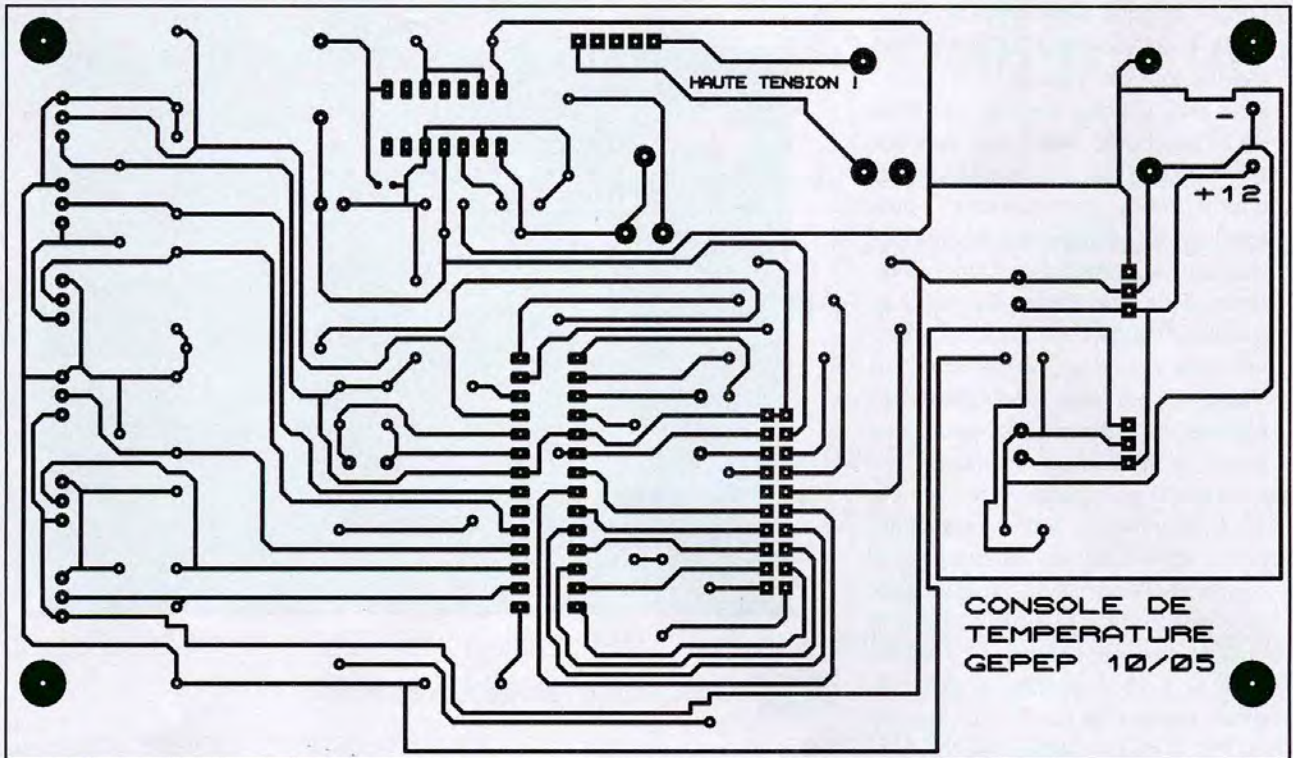 HAUTE TENSION !
-
+12
CONSOLE DE
TEMPERATURE
GEPEP 10/05